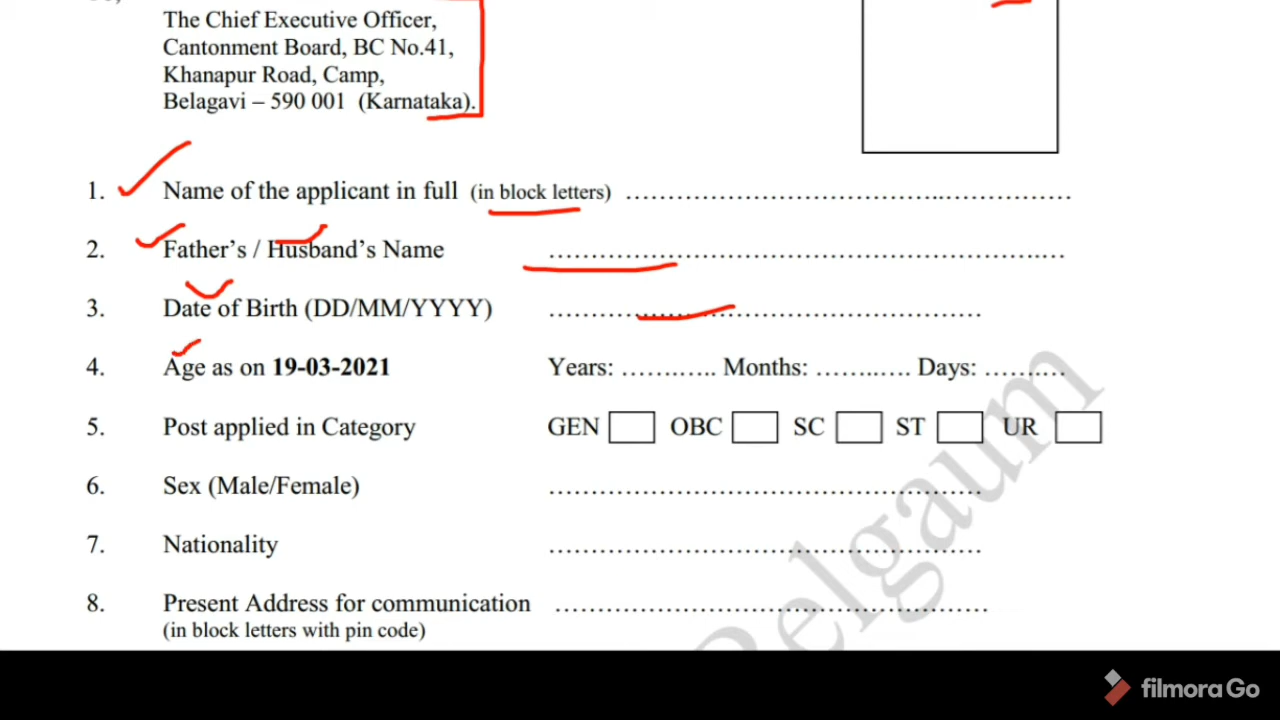 The Chief Executive Officer,
Cantonment Board, BC No.41,
Khanapur Road, Camp,
Belagavi – 590 001 (Karnataka).
1. Name of the applicant in full (in block letters) ……………………………………………
2. Father's / Husband's Name ……………………………………………………
3. Date of Birth (DD/MM/YYYY) ……………………………………………
4. Age as on 19-03-2021 Years: ………… Months: ………… Days: …………
5. Post applied in Category GEN OBC SC ST UR
6. Sex (Male/Female) ……………………………………………
7. Nationality ……………………………………………
8. Present Address for communication ……………………………………………
(in block letters with pin code)
Belgaum
filmoraGo